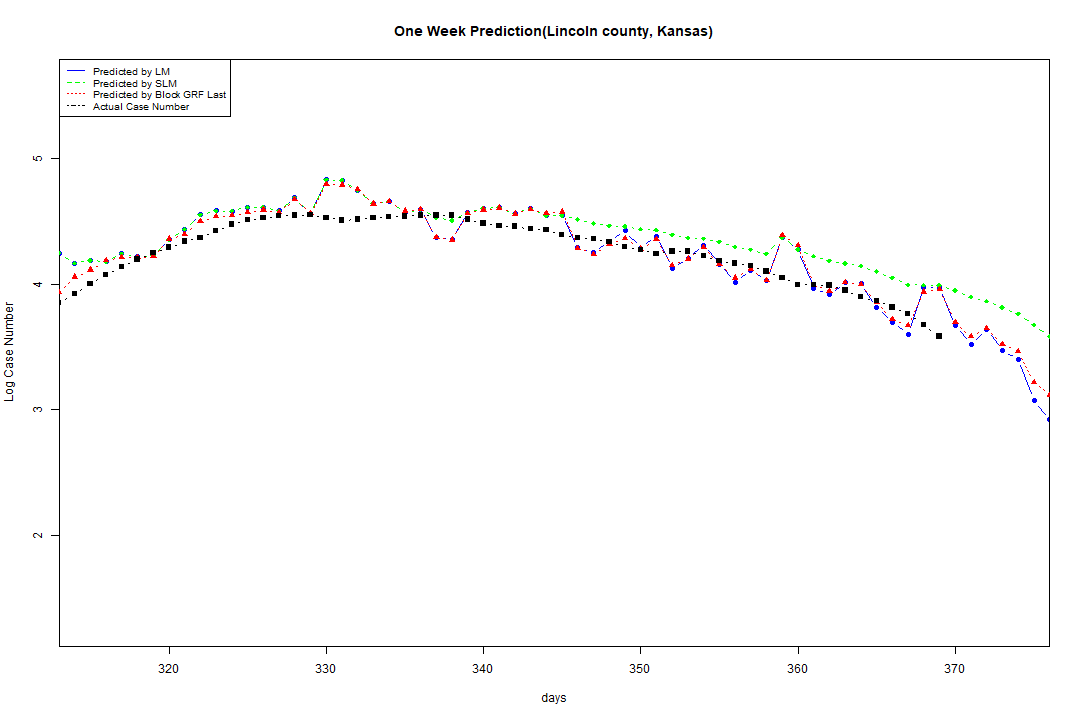 One Week Prediction(Lincoln county, Kansas)
Predicted by LM
Predicted by SLM
Predicted by Block GRF Last
Actual Case Number
5
4
3
2
Log Case Number
320 330 340 350 360 370
days